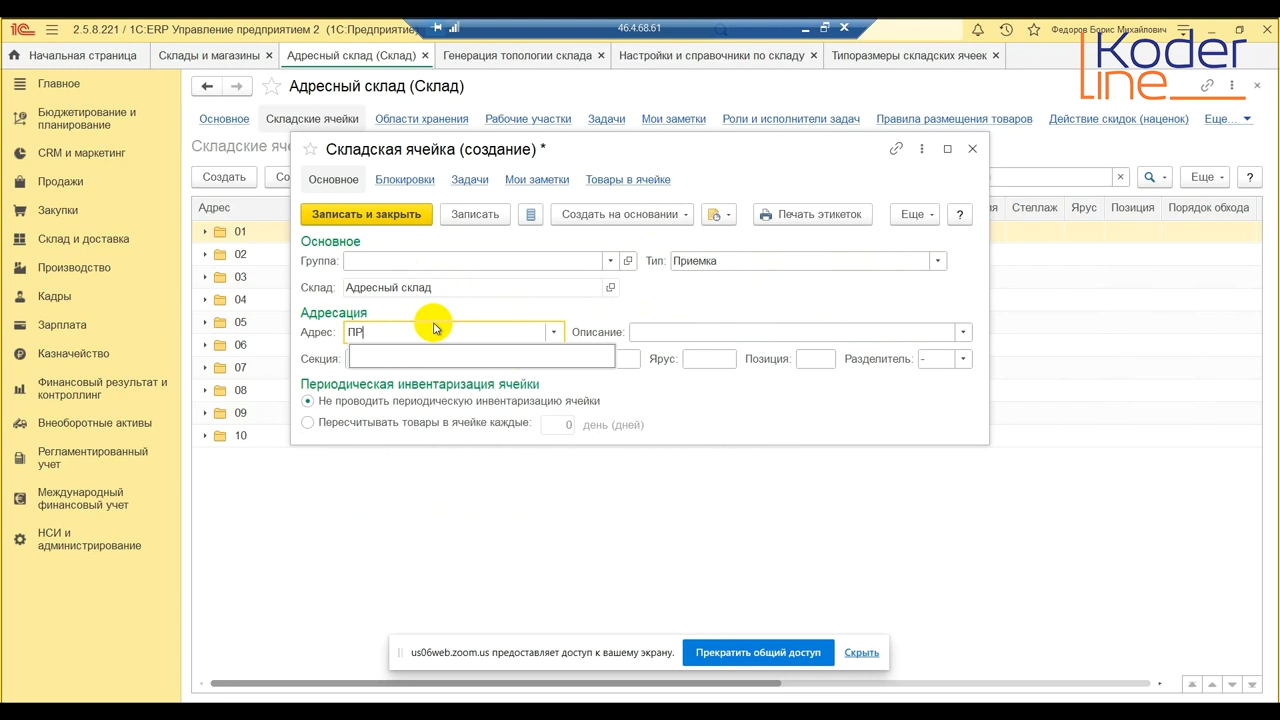 2.5.8.221 / 1С:ERP Управление предприятием 2 (1С:Предприятие
46.4.68.61
Федоров Борис Михайлович
Koder line
Начальная страница
Склады и магазины ×
Адресный склад (Склад) ×
Генерация топологии склада ×
Настройки и справочники по складу ×
Типоразмеры складских ячеек ×
Главное
Бюджетирование и планирование
CRM и маркетинг
Продажи
Закупки
Склад и доставка
Производство
Кадры
Зарплата
Казначейство
Финансовый результат и контроллинг
Внеоборотные активы
Регламентированный учет
Международный финансовый учет
НСИ и администрирование
Адресный склад (Склад)
Основное Складские ячейки Области хранения Рабочие участки Задачи Мои заметки Роли и исполнители задач Правила размещения товаров Действие скидок (наценок) Еще...
Складские яче
Создать Со Еще ?
Адрес Стеллаж Ярус Позиция Порядок обхода
01
02
03
04
05
06
07
08
09
10
Складская ячейка (создание) *
Основное Блокировки Задачи Мои заметки Товары в ячейке
Записать и закрыть Записать Создать на основании Печать этикеток Еще ?
Основное
Группа: Тип: Приемка
Склад: Адресный склад
Адресация
Адрес: ПР Описание:
Секция: Ярус: Позиция: Разделитель: -
Периодическая инвентаризация ячейки
Не проводить периодическую инвентаризацию ячейки
Пересчитывать товары в ячейке каждые: 0 день (дней)
us06web.zoom.us предоставляет доступ к вашему экрану. Прекратить общий доступ Скрыть